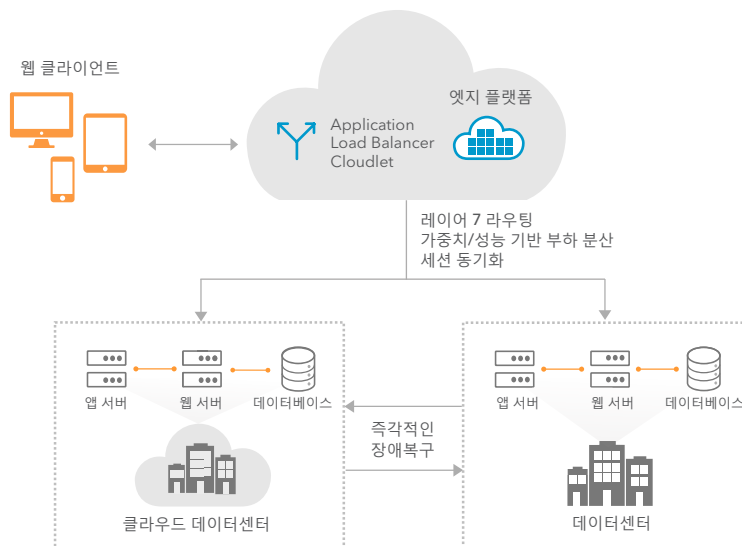 웹 클라이언트
엣지 플랫폼
Application
Load Balancer
Cloudlet
레이어 7 라우팅
가중치/성능 기반 부하 분산
세션 동기화
앱 서버
웹 서버
데이터베이스
앱 서버
웹 서버
데이터베이스
즉각적인
장애복구
클라우드 데이터센터
데이터센터